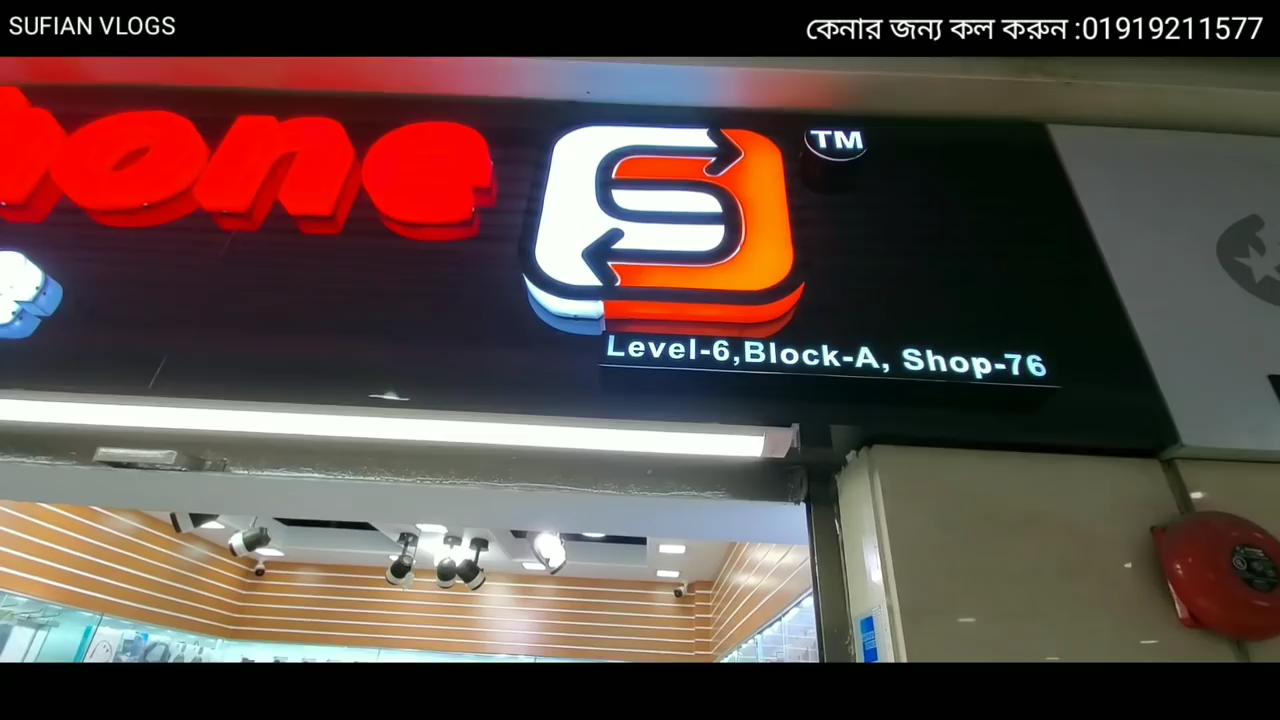 SUFIAN VLOGS
কেনার জন্য কল করুন :01919211577
hone
TM
Level-6,Block-A, Shop-76